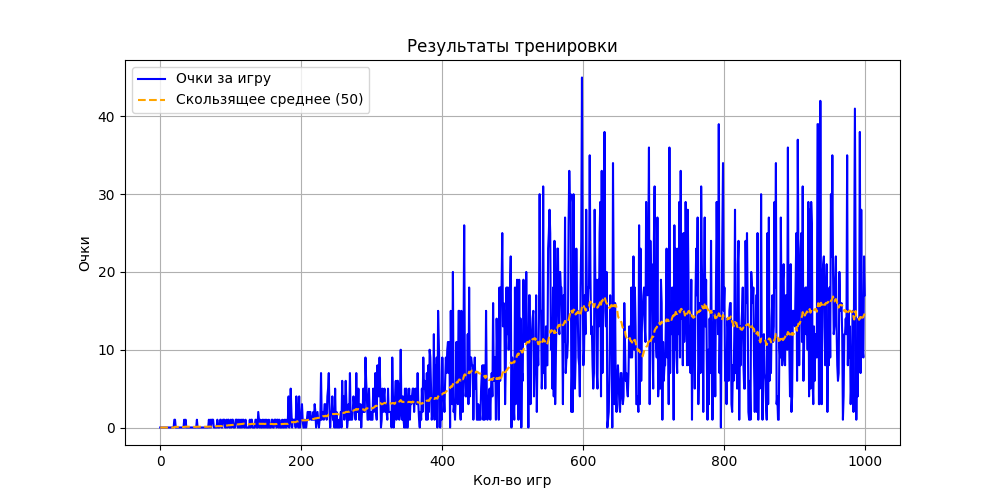 Результаты тренировки
Очки за игру
Скользящее среднее (50)
Очки
40
30
20
10
0
0 200 400 600 800 1000
Кол-во игр